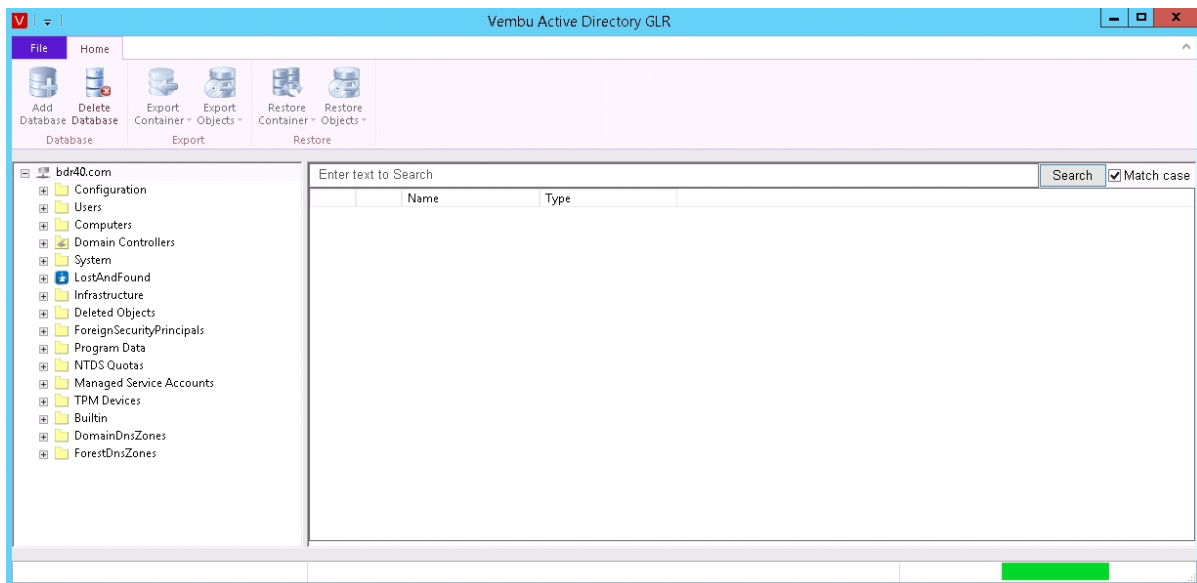 V
Vembu Active Directory GLR
x
File Home
Add Database
Delete Database
Export Container
Export Objects
Restore Container
Restore Objects
Database Export Restore
bdr40.com
Configuration
Users
Computers
Domain Controllers
System
LostAndFound
Infrastructure
Deleted Objects
ForeignSecurityPrincipals
Program Data
NTDS Quotas
Managed Service Accounts
TPM Devices
Builtin
DomainDnsZones
ForestDnsZones
Enter text to Search Search Match case
Name Type